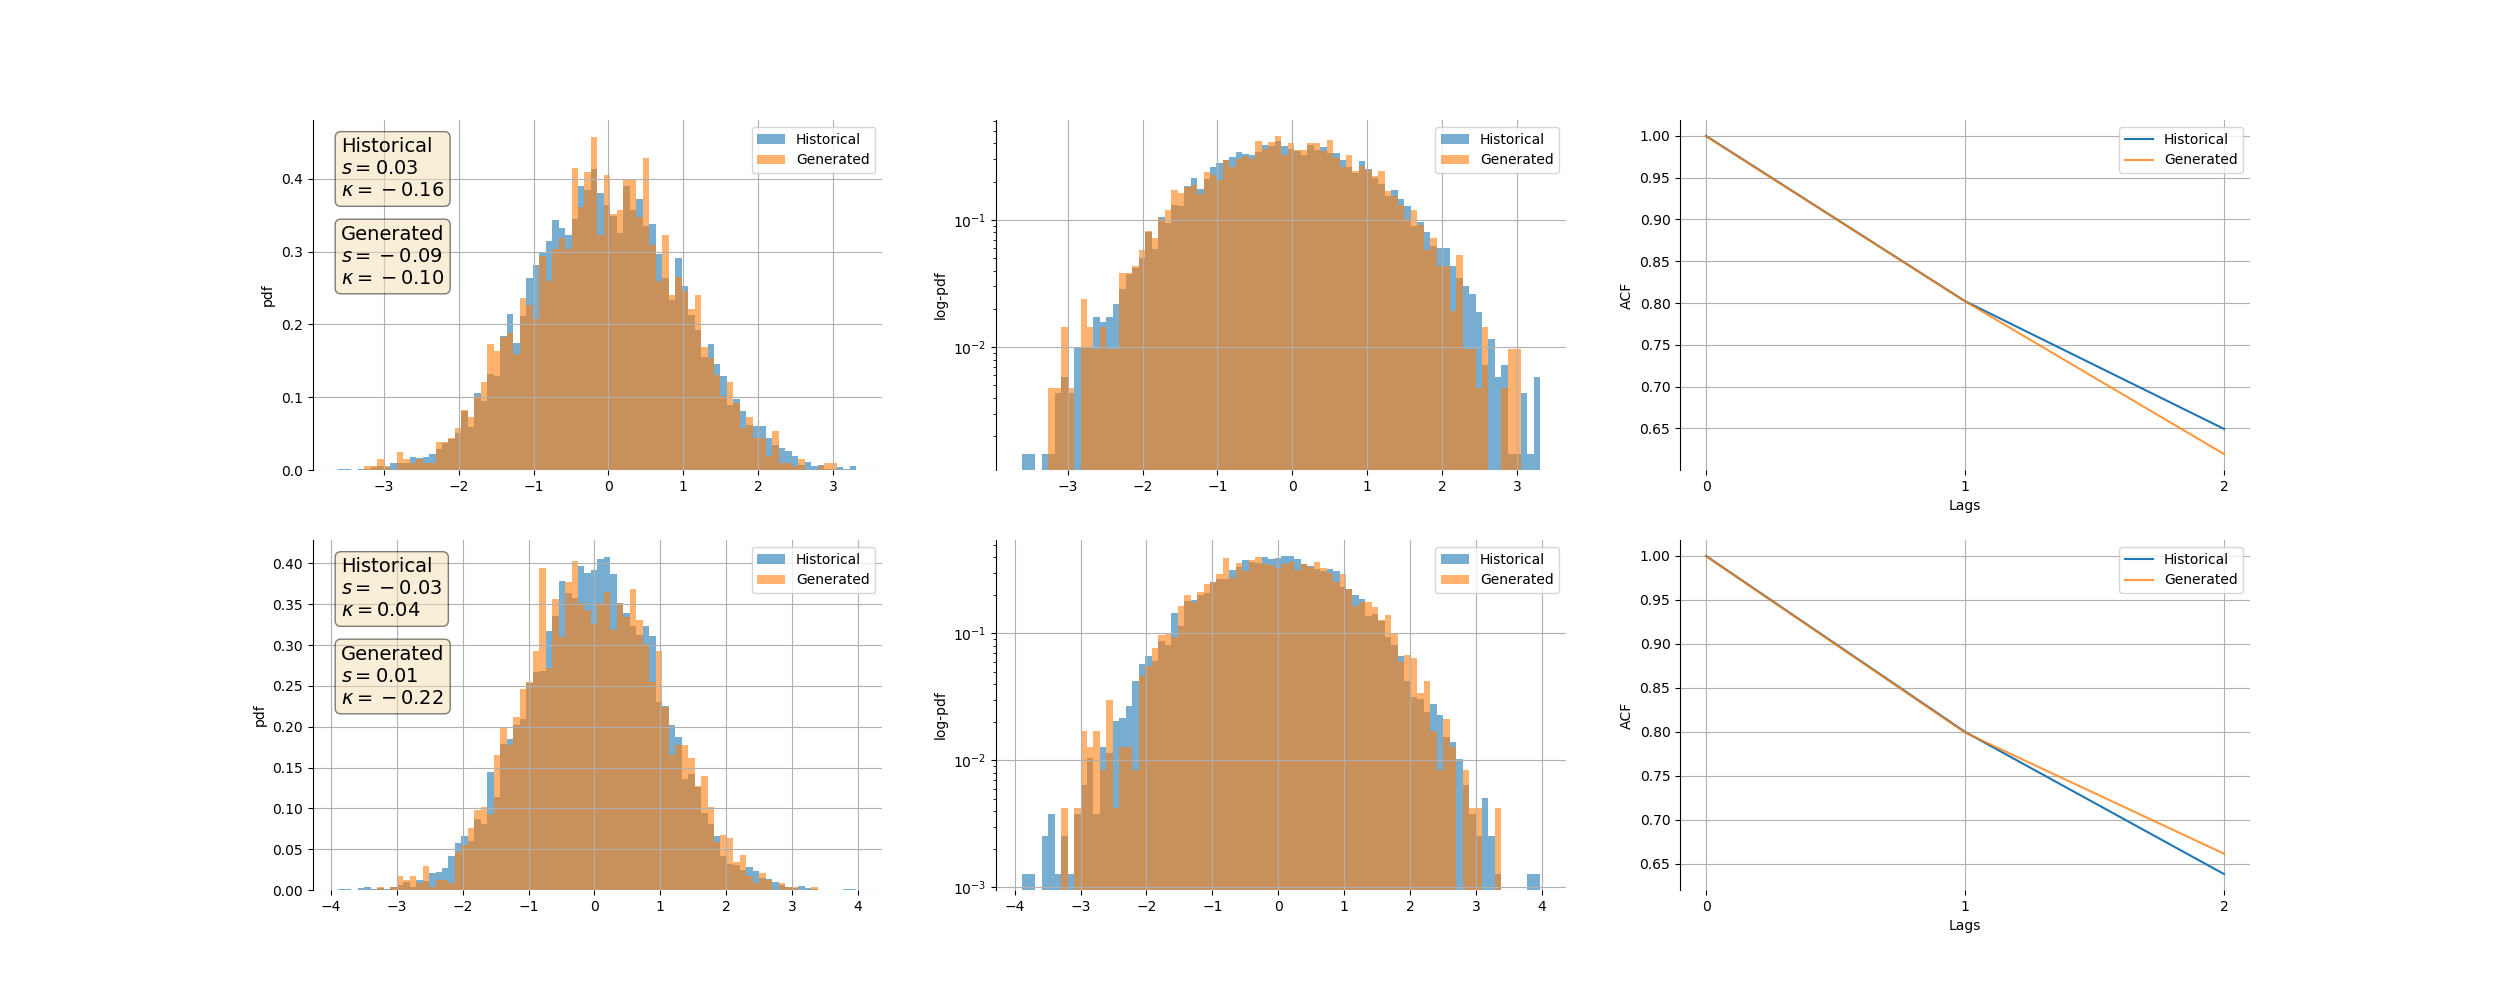 Historical
s = 0.03
κ = −0.16
Generated
s = −0.09
κ = −0.10
Historical
Generated
pdf
0.4
0.3
0.2
0.1
0.0
−3 −2 −1 0 1 2 3
Historical
Generated
log-pdf
10⁻¹
10⁻²
−3 −2 −1 0 1 2 3
Historical
Generated
ACF
1.00
0.95
0.90
0.85
0.80
0.75
0.70
0.65
0 1 2
Lags
Historical
s = −0.03
κ = 0.04
Generated
s = 0.01
κ = −0.22
Historical
Generated
pdf
0.40
0.35
0.30
0.25
0.20
0.15
0.10
0.05
0.00
−4 −3 −2 −1 0 1 2 3 4
Historical
Generated
log-pdf
10⁻¹
10⁻²
10⁻³
−4 −3 −2 −1 0 1 2 3 4
Historical
Generated
ACF
1.00
0.95
0.90
0.85
0.80
0.75
0.70
0.65
0 1 2
Lags